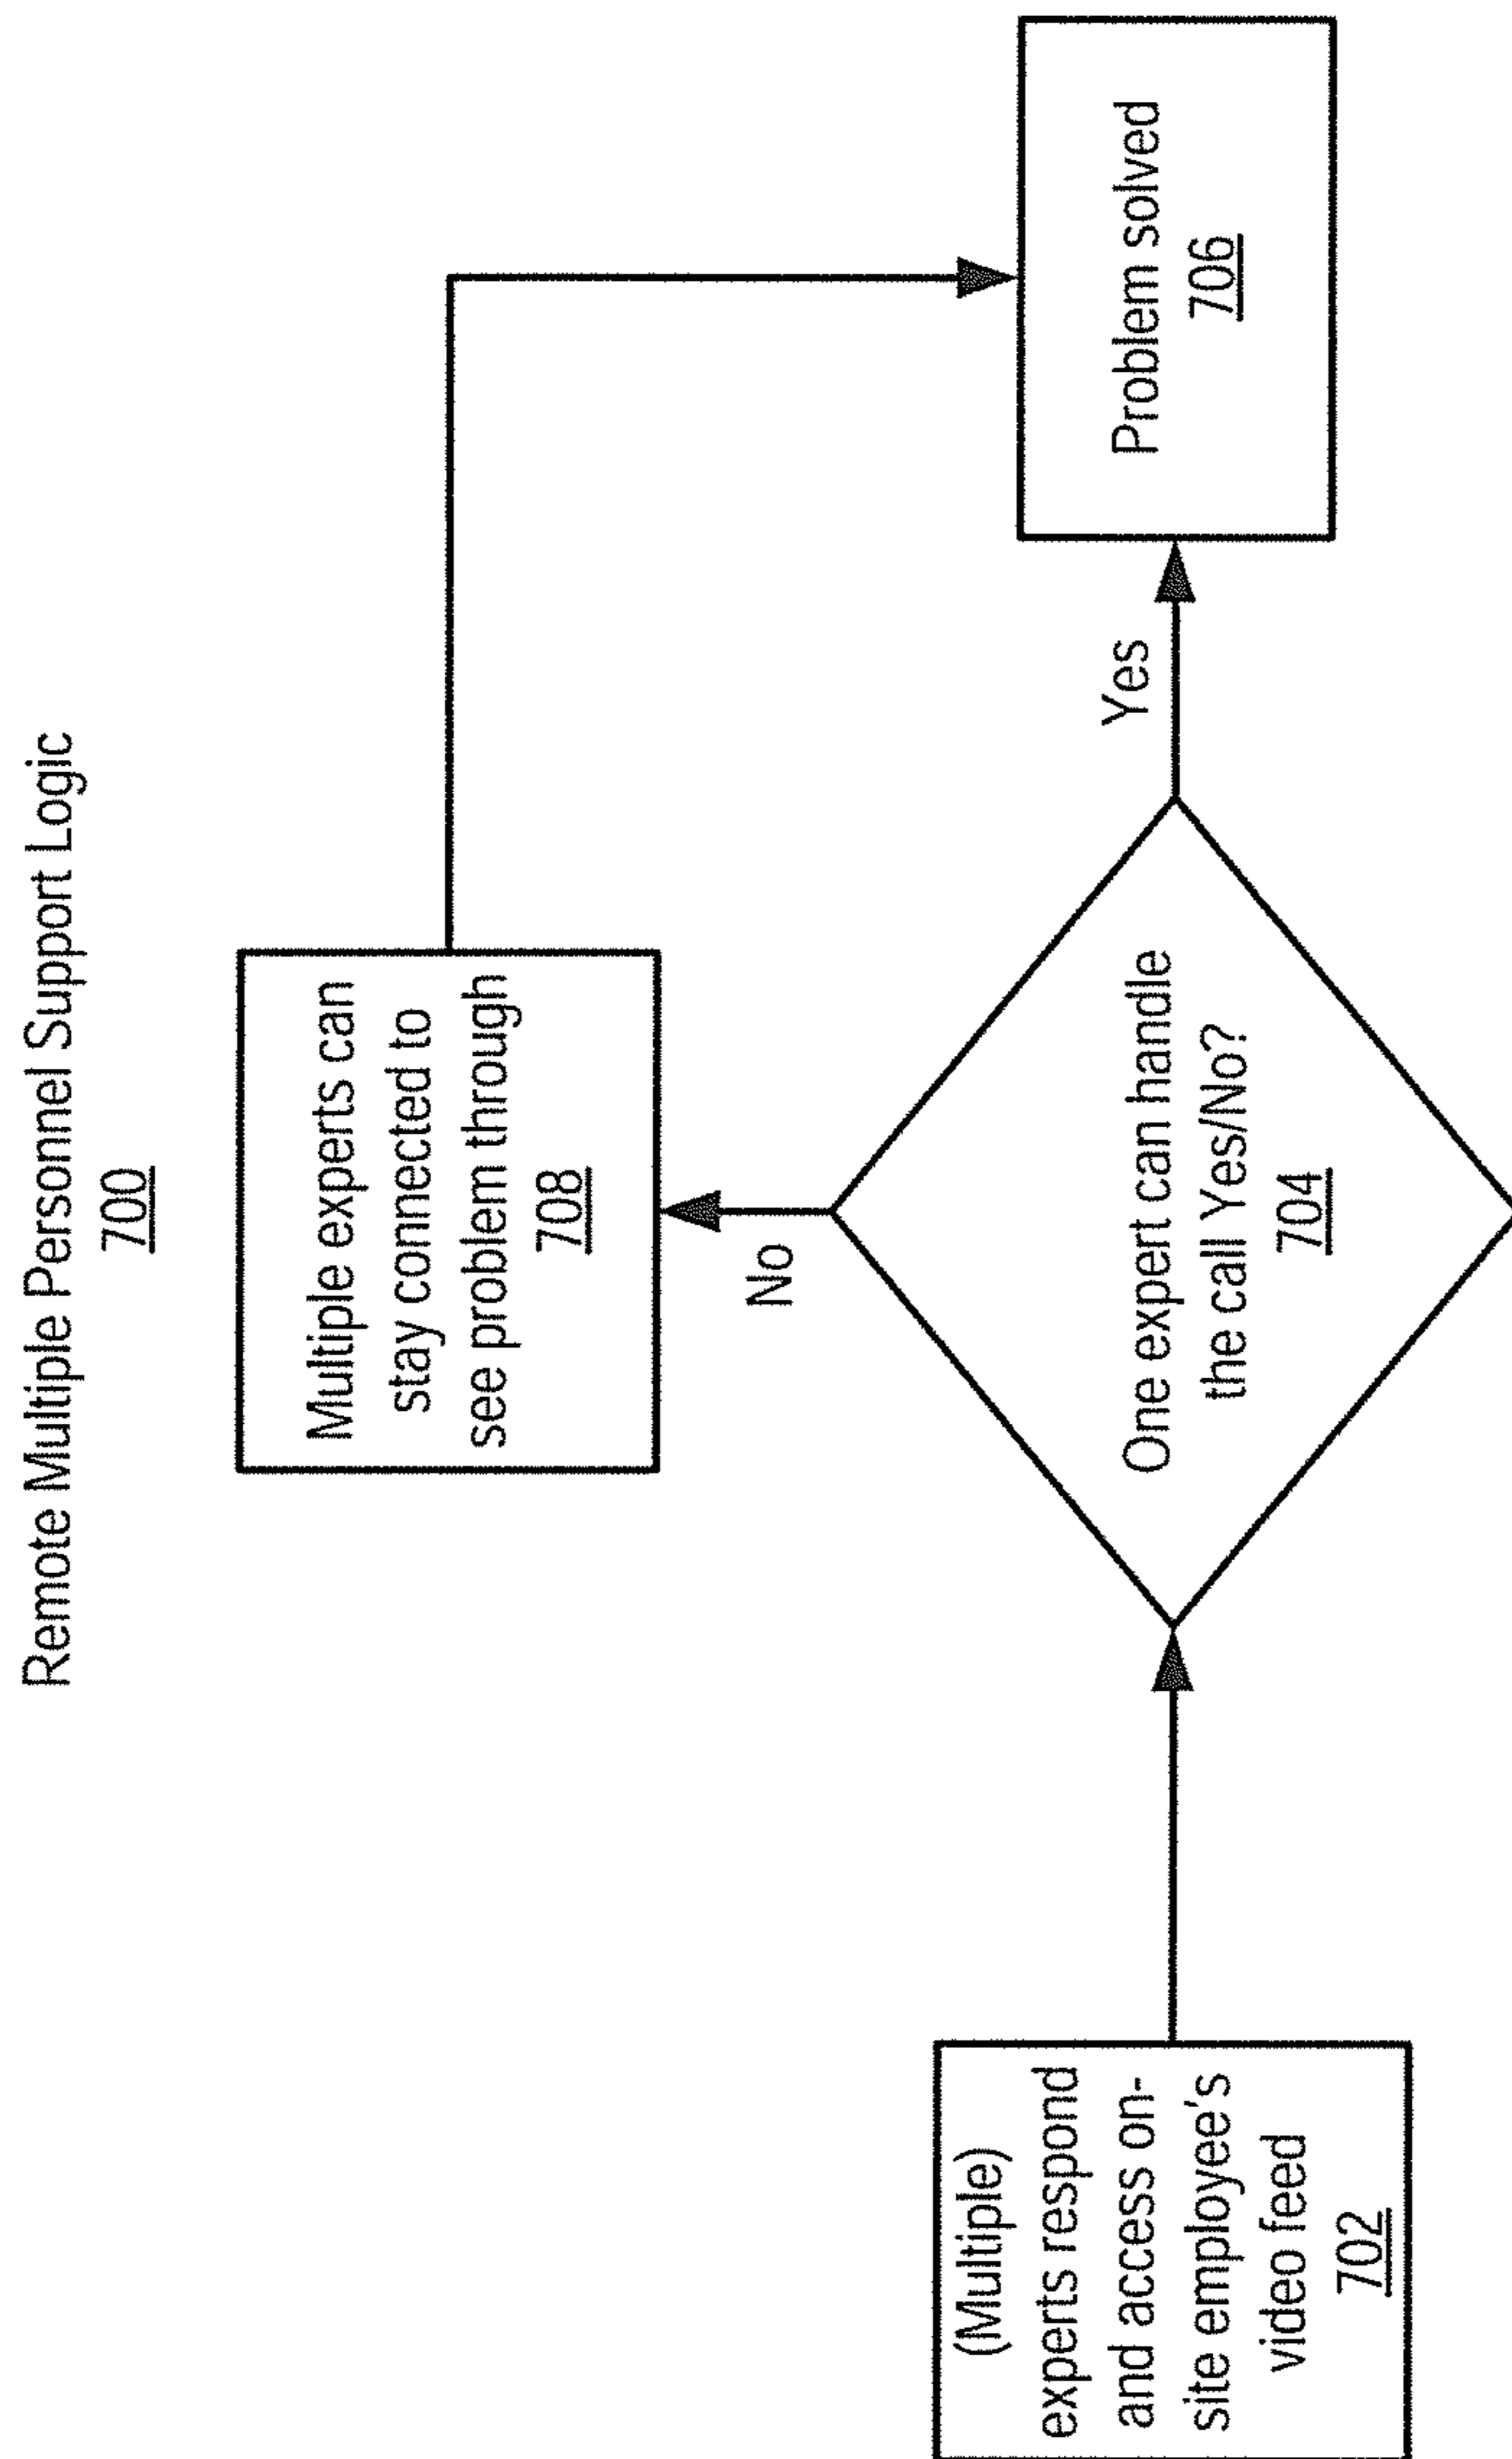 Remote Multiple Personnel Support Logic
700
(Multiple)
experts respond
and access on-
site employee's
video feed
702
One expert can handle
the call Yes/No?
704
No
Multiple experts can
stay connected to
see problem through
708
Yes
Problem solved
706